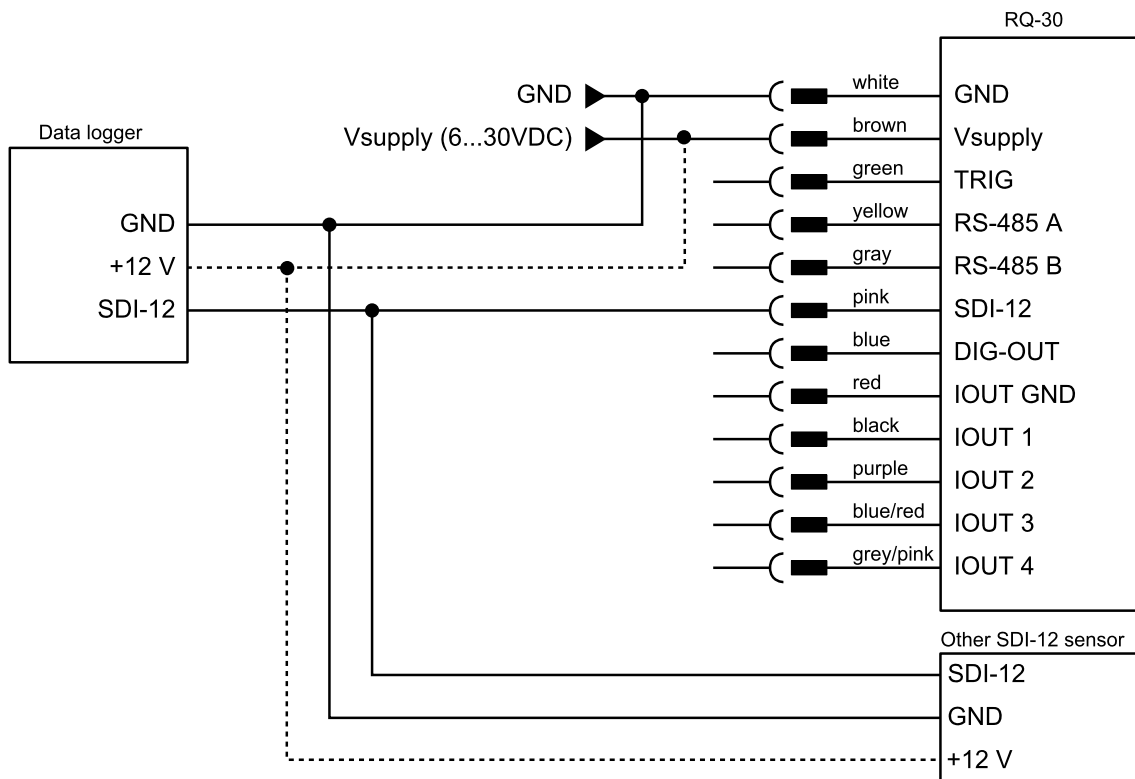 RQ-30
GND
white
GND
Data logger
Vsupply (6...30VDC)
brown
Vsupply
green
TRIG
GND
yellow
RS-485 A
+12 V
gray
RS-485 B
SDI-12
pink
SDI-12
blue
DIG-OUT
red
IOUT GND
black
IOUT 1
purple
IOUT 2
blue/red
IOUT 3
grey/pink
IOUT 4
Other SDI-12 sensor
SDI-12
GND
+12 V